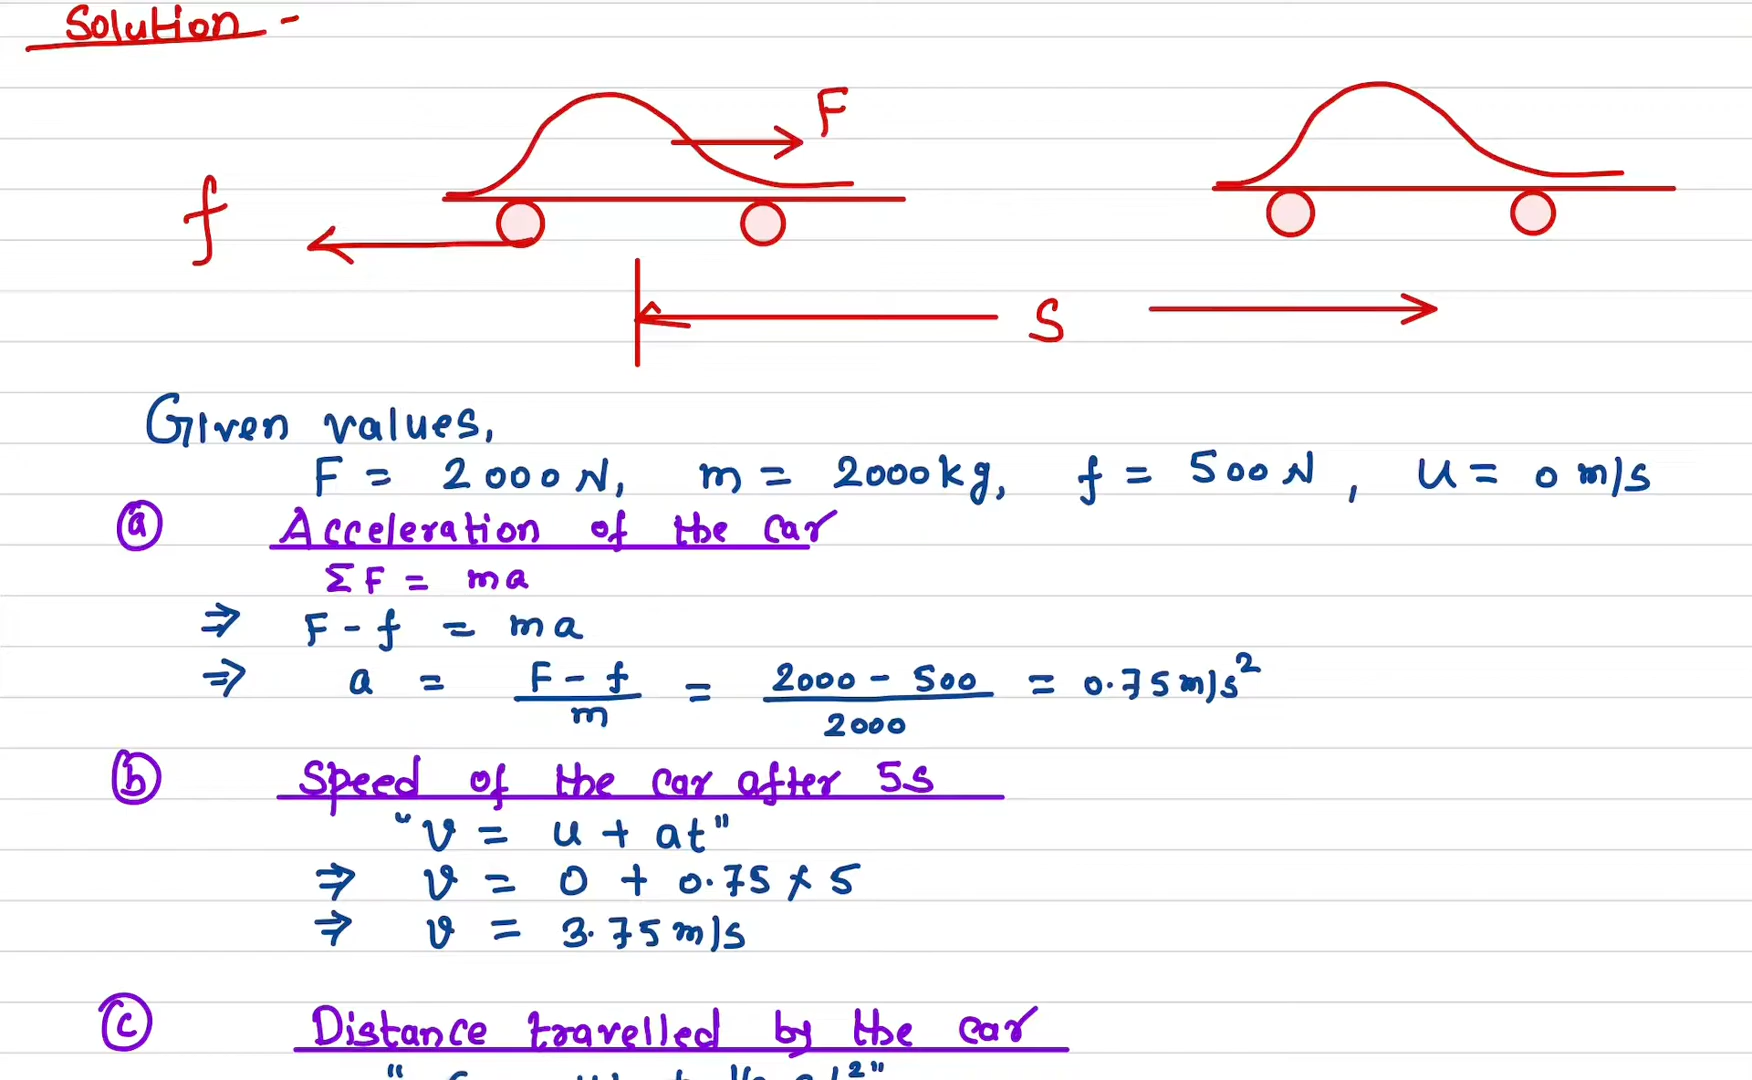 Solution -
F
f
S
Given values,
F = 2000 N, m = 2000 kg, f = 500 N, u = 0 m/s
(a) Acceleration of the car
ΣF = ma
⇒ F - f = ma
⇒ a = (F - f)/m = (2000 - 500)/2000 = 0.75 m/s²
(b) Speed of the car after 5s
"v = u + at"
⇒ v = 0 + 0.75 × 5
⇒ v = 3.75 m/s
(c) Distance travelled by the car